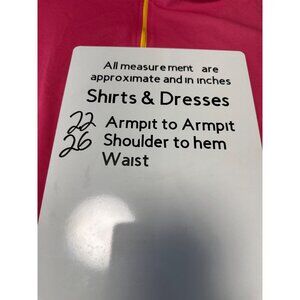 All measurement are
approximate and in inches
Shirts & Dresses
22 Armpit to Armpit
26 Shoulder to hem
Waist